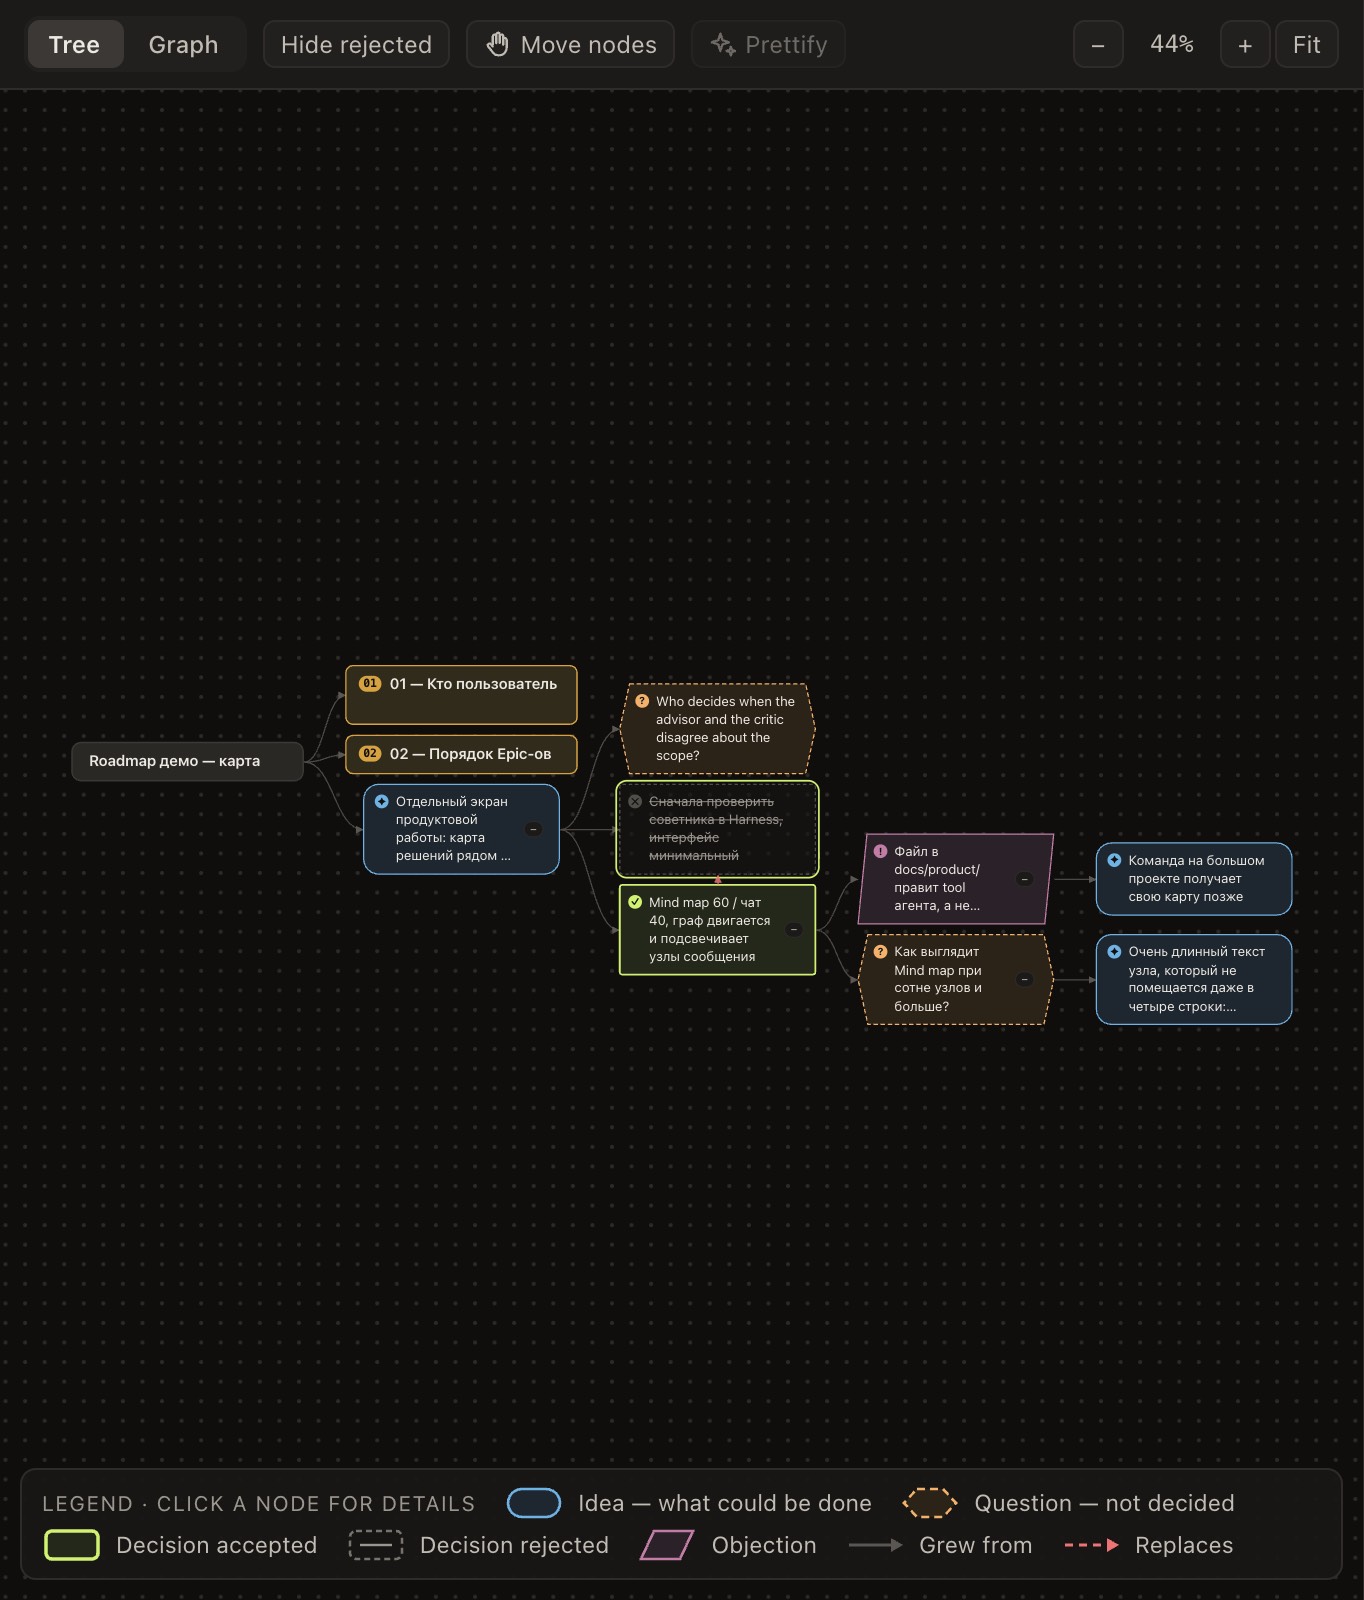 Tree Graph Hide rejected Move nodes Prettify − 44% + Fit
01 01 — Кто пользователь
Roadmap демо — карта
02 02 — Порядок Epic-ов
Отдельный экран
продуктовой
работы: карта
решений рядом ...
?
Who decides when the
advisor and the critic
disagree about the
scope?
Сначала проверить
советника в Harness,
интерфейс
минимальный
Mind map 60 / чат
40, граф двигается
и подсвечивает
узлы сообщения
!
Файл в
docs/product/
правит tool
агента, а не...
Команда на большом
проекте получает
свою карту позже
?
Как выглядит
Mind map при
сотне узлов и
больше?
Очень длинный текст
узла, который не
помещается даже в
четыре строки:...
LEGEND · CLICK A NODE FOR DETAILS Idea — what could be done Question — not decided
Decision accepted Decision rejected Objection Grew from Replaces